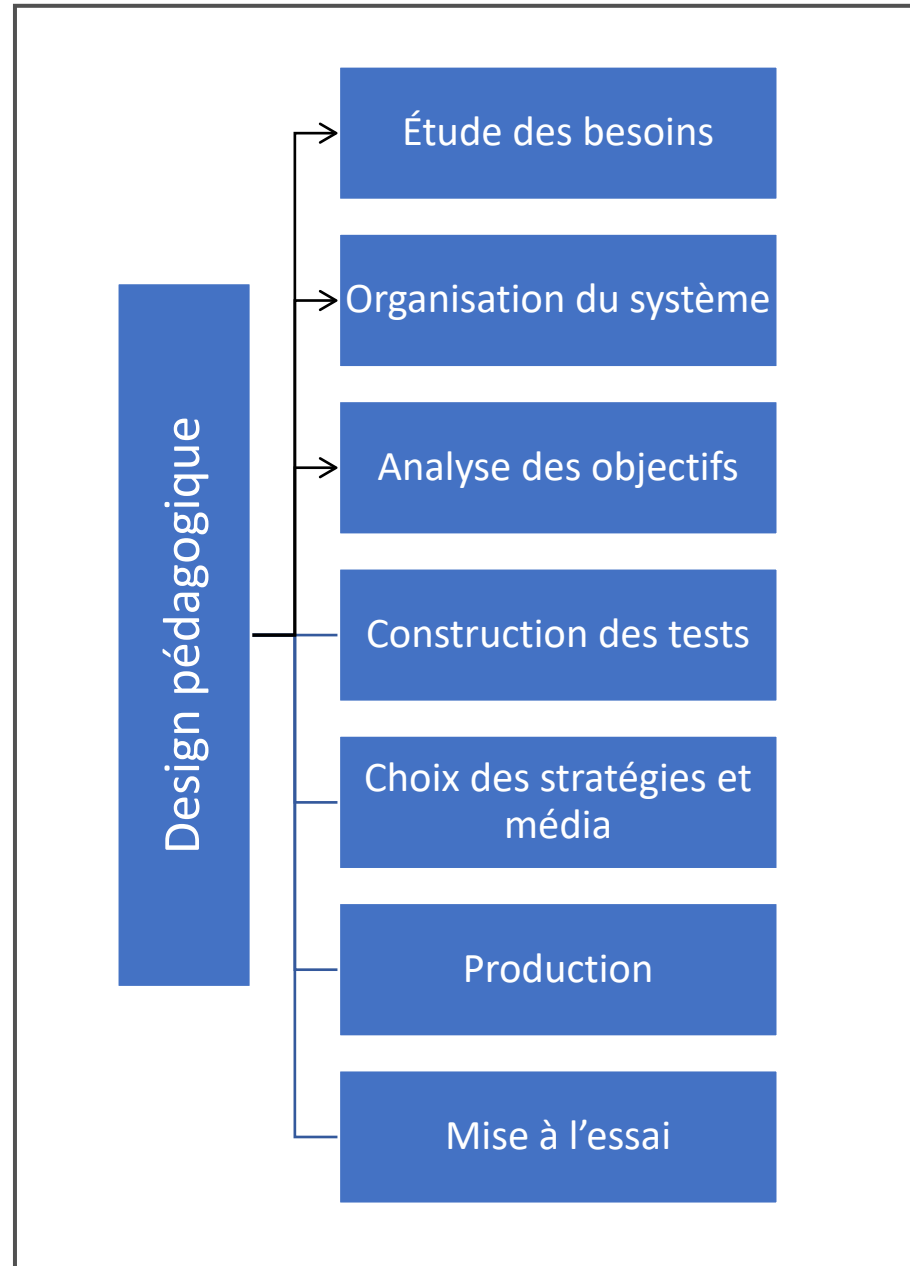 Étude des besoins
Organisation du système
Analyse des objectifs
Design pédagogique
Construction des tests
Choix des stratégies et
média
Production
Mise à l’essai